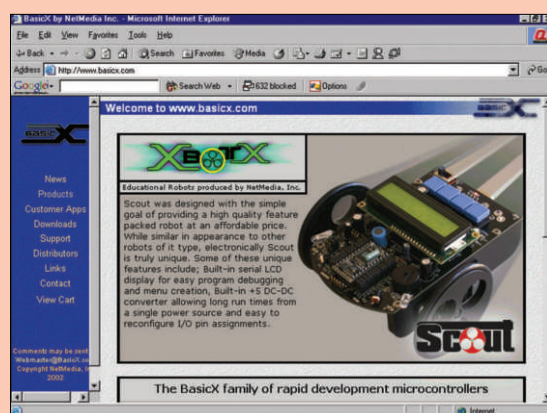 BasicX by NetMedia Inc. - Microsoft Internet Explorer
File Edit View Favorites Tools Help
Back Search Favorites Media
Address http://www.basicx.com Go
Google Search Web 632 blocked Options
Welcome to www.basicx.com
BASIC X
News
Products
Customer Apps
Downloads
Support
Distributors
Links
Contact
View Cart
Comments may be sent
Webmaster@BasicX.co
Copyright NetMedia, In
2002
XBOTX
Educational Robots produced by NetMedia, Inc.
Scout was designed with the simple
goal of providing a high quality feature
packed robot at an affordable price.
While similar in appearance to other
robots of it type, electronically Scout
is truly unique. Some of these unique
features include; Built-in serial LCD
display for easy program debugging
and menu creation, Built-in +5 DC-DC
converter allowing long run times from
a single power source and easy to
reconfigure I/O pin assignments.
Scout
The BasicX family of rapid development microcontrollers
Internet